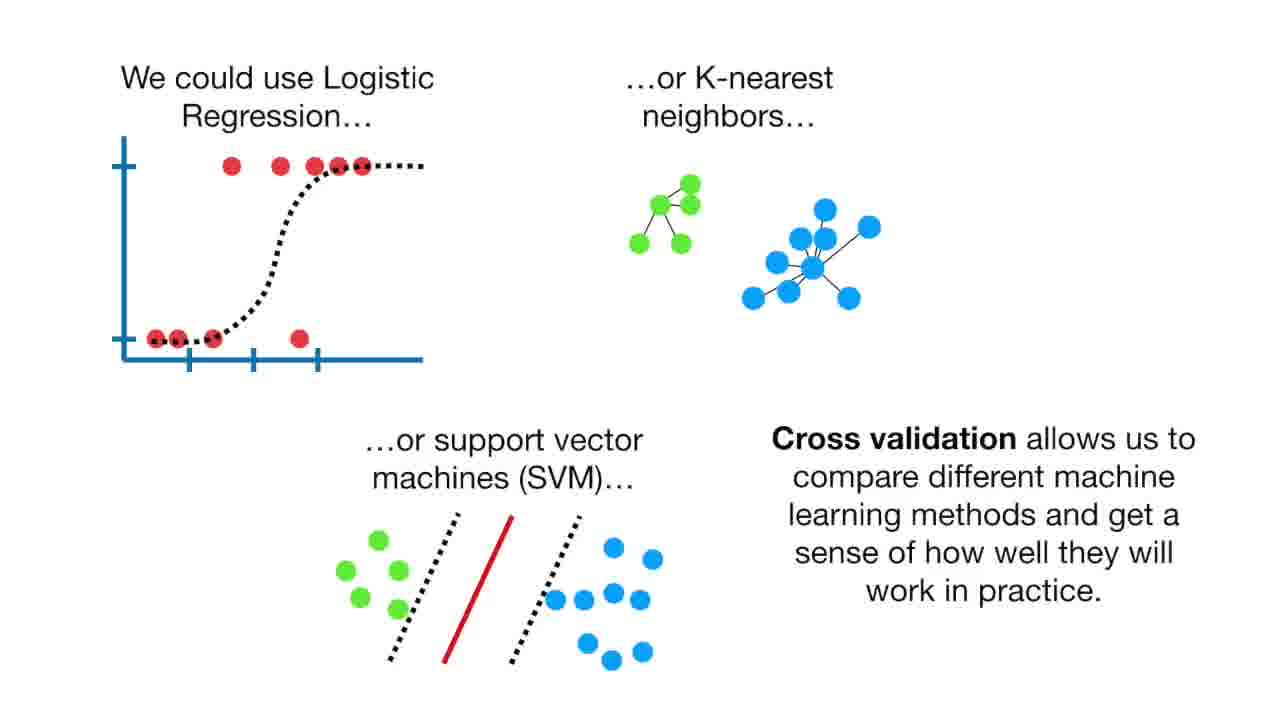 We could use Logistic
Regression…
…or K-nearest
neighbors…
…or support vector
machines (SVM)…
Cross validation allows us to
compare different machine
learning methods and get a
sense of how well they will
work in practice.